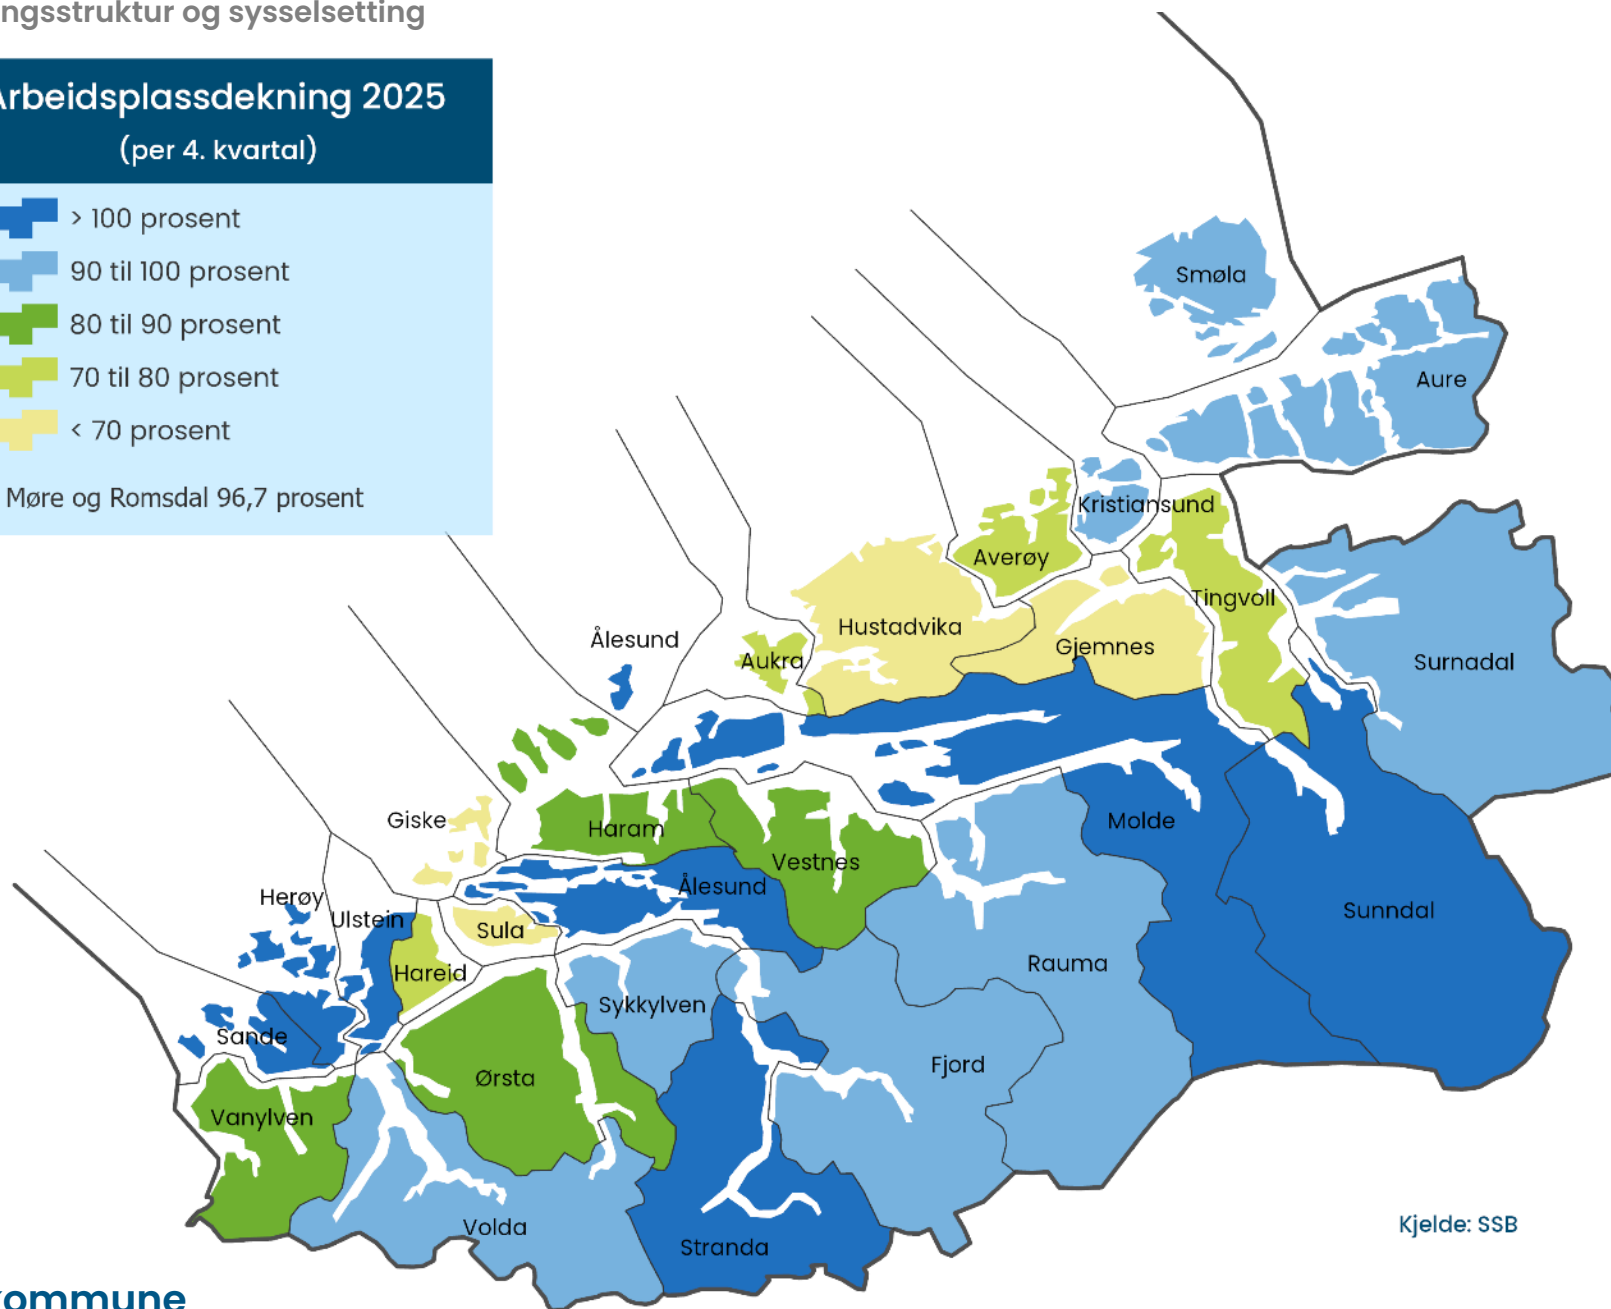 ngsstruktur og sysselsetting
Arbeidsplassdekning 2025
(per 4. kvartal)
> 100 prosent
90 til 100 prosent
80 til 90 prosent
70 til 80 prosent
< 70 prosent
Møre og Romsdal 96,7 prosent
Smøla
Aure
Kristiansund
Averøy
Tingvoll
Hustadvika
Gjemnes
Ålesund
Aukra
Surnadal
Giske
Haram
Molde
Vestnes
Ålesund
Herøy
Ulstein
Sula
Sunndal
Hareid
Rauma
Sykkylven
Sande
Fjord
Ørsta
Vanylven
Volda
Stranda
Kjelde: SSB
kommune